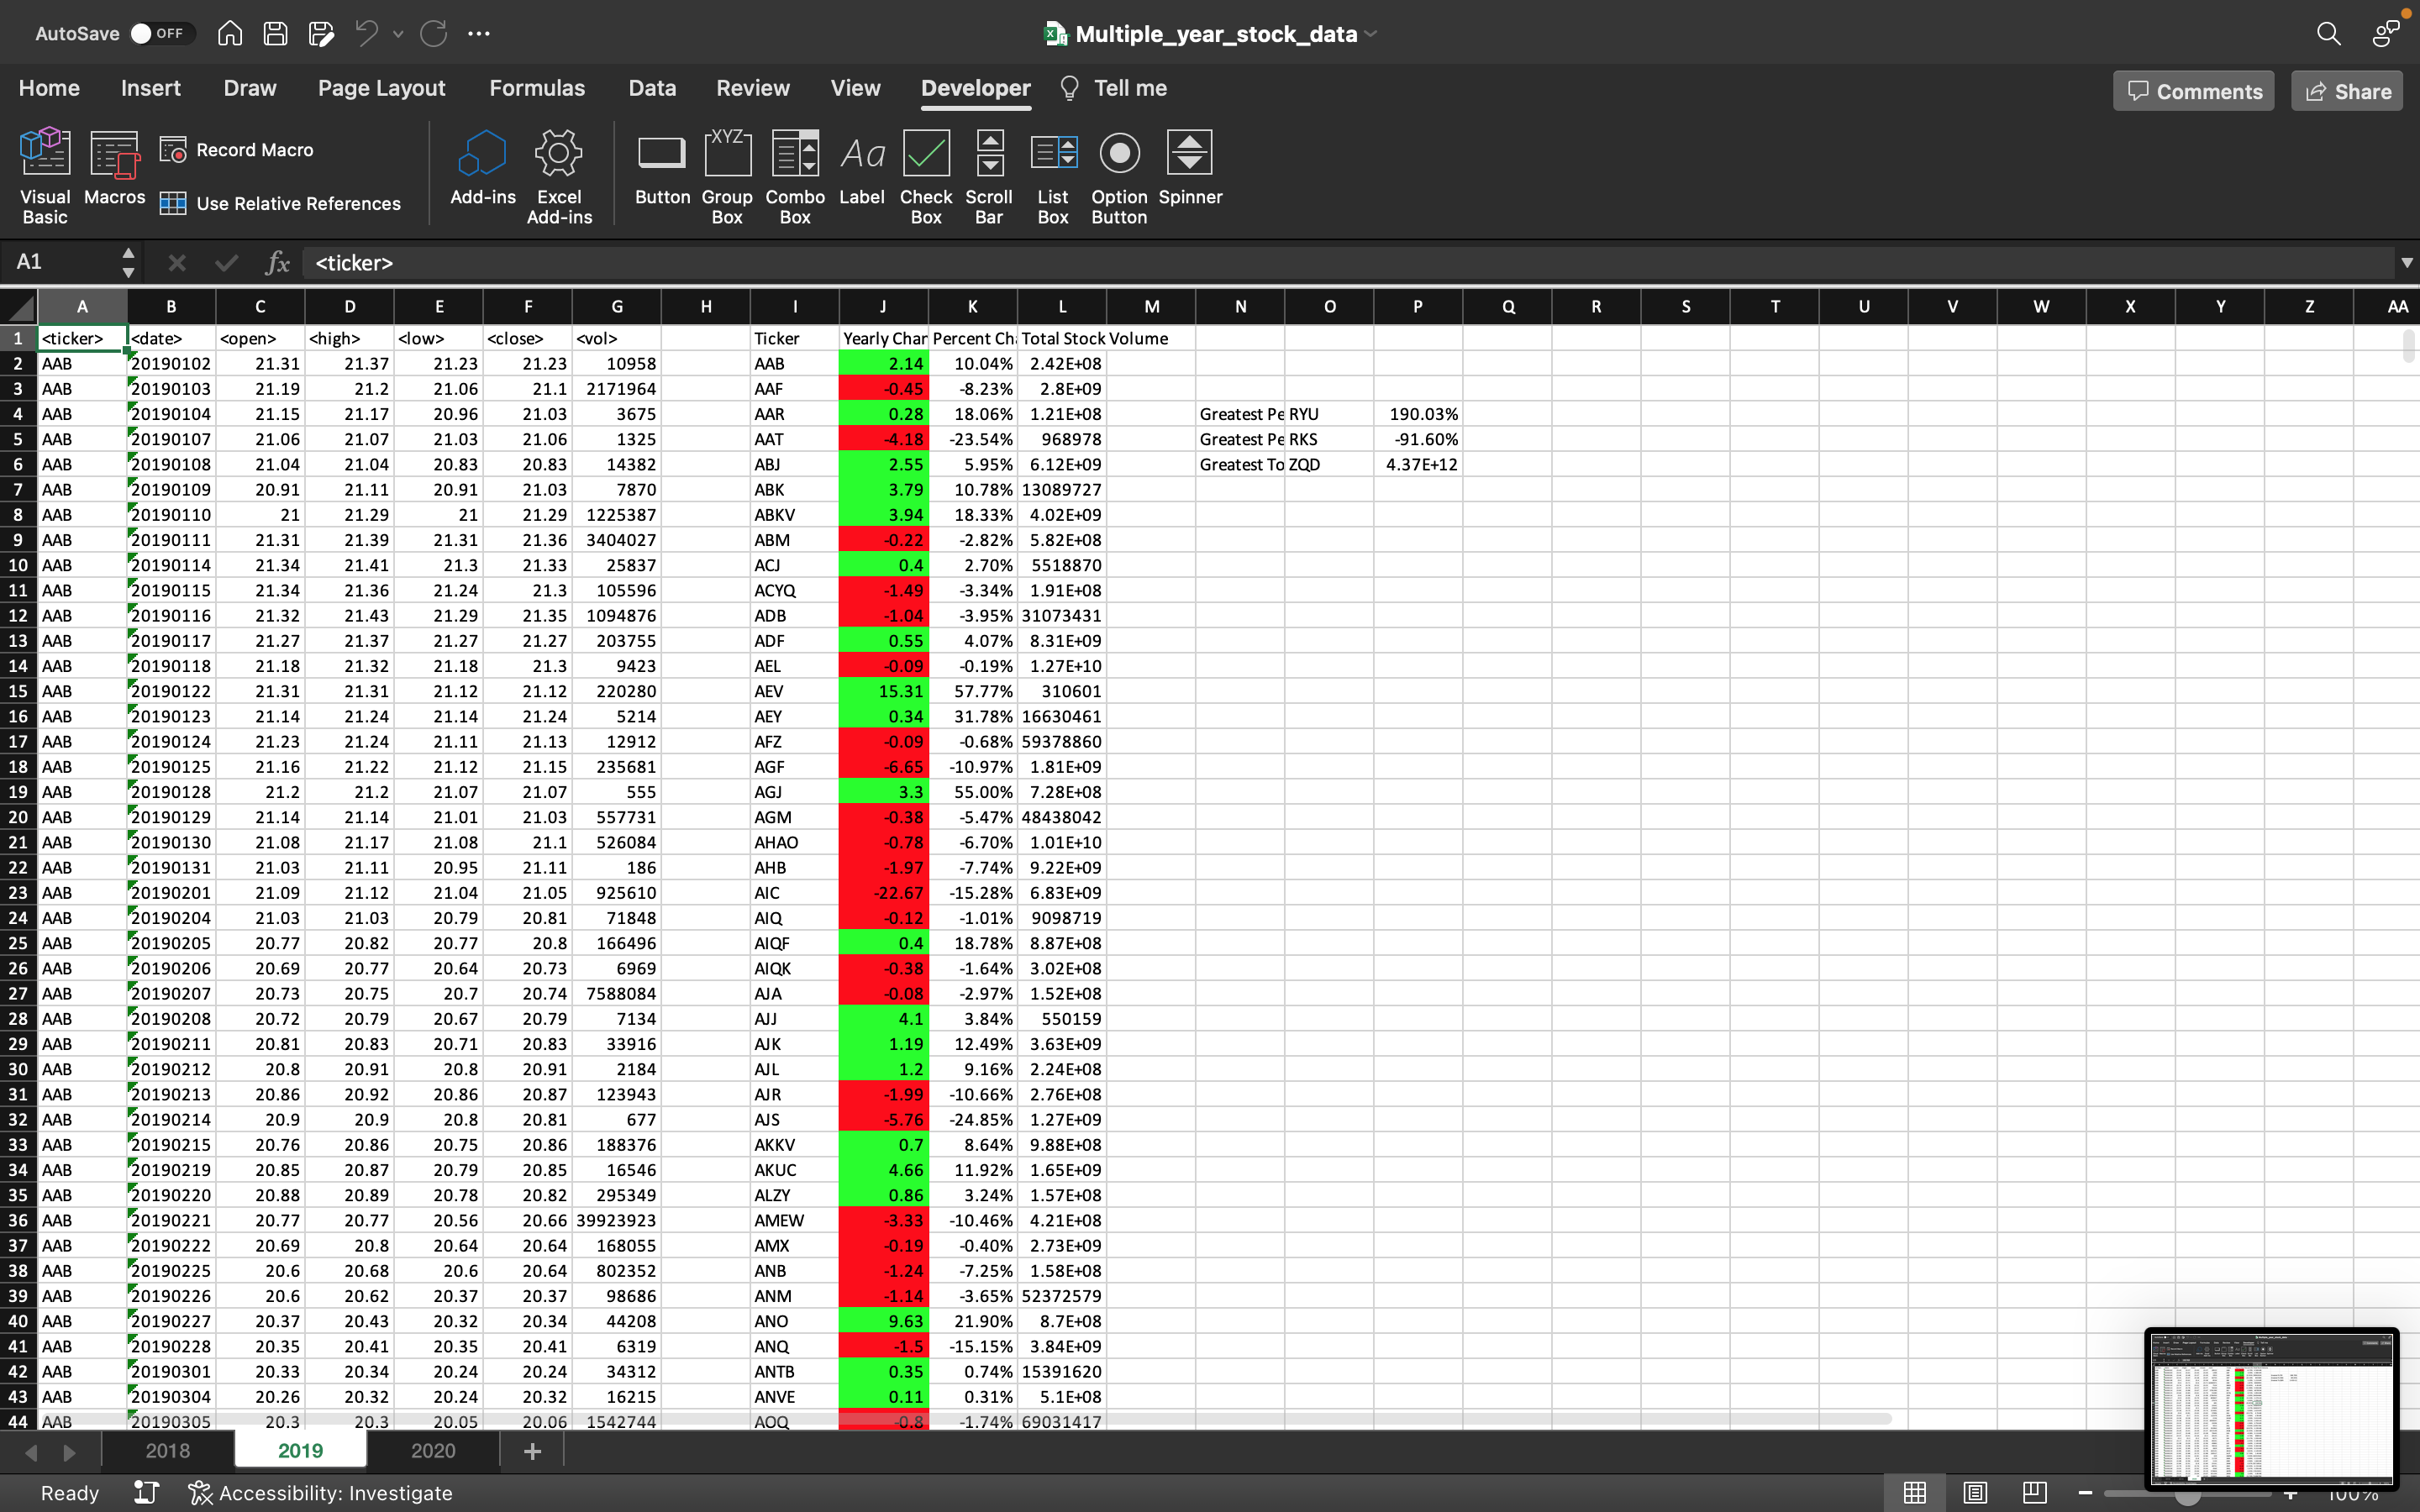 AutoSave OFF Multiple_year_stock_data
Home Insert Draw Page Layout Formulas Data Review View Developer Tell me Comments Share
Visual Basic Macros Record Macro Use Relative References Add-ins Excel Add-ins Button Group Box Combo Box Label Check Box Scroll Bar List Box Option Button Spinner
A1 fx <ticker>
A B C D E F G H I J K L M N O P Q R S T U V W X Y Z AA
1 <ticker> <date> <open> <high> <low> <close> <vol> Ticker Yearly Char Percent Ch Total Stock Volume
2 AAB 20190102 21.31 21.37 21.23 21.23 10958 AAB 2.14 10.04% 2.42E+08
3 AAB 20190103 21.19 21.2 21.06 21.1 2171964 AAF -0.45 -8.23% 2.8E+09
4 AAB 20190104 21.15 21.17 20.96 21.03 3675 AAR 0.28 18.06% 1.21E+08 Greatest Pe RYU 190.03%
5 AAB 20190107 21.06 21.07 21.03 21.06 1325 AAT -4.18 -23.54% 968978 Greatest Pe RKS -91.60%
6 AAB 20190108 21.04 21.04 20.83 20.83 14382 ABJ 2.55 5.95% 6.12E+09 Greatest To ZQD 4.37E+12
7 AAB 20190109 20.91 21.11 20.91 21.03 7870 ABK 3.79 10.78% 13089727
8 AAB 20190110 21 21.29 21 21.29 1225387 ABKV 3.94 18.33% 4.02E+09
9 AAB 20190111 21.31 21.39 21.31 21.36 3404027 ABM -0.22 -2.82% 5.82E+08
10 AAB 20190114 21.34 21.41 21.3 21.33 25837 ACJ 0.4 2.70% 5518870
11 AAB 20190115 21.34 21.36 21.24 21.3 105596 ACYQ -1.49 -3.34% 1.91E+08
12 AAB 20190116 21.32 21.43 21.29 21.35 1094876 ADB -1.04 -3.95% 31073431
13 AAB 20190117 21.27 21.37 21.27 21.27 203755 ADF 0.55 4.07% 8.31E+09
14 AAB 20190118 21.18 21.32 21.18 21.3 9423 AEL -0.09 -0.19% 1.27E+10
15 AAB 20190122 21.31 21.31 21.12 21.12 220280 AEV 15.31 57.77% 310601
16 AAB 20190123 21.14 21.24 21.14 21.24 5214 AEY 0.34 31.78% 16630461
17 AAB 20190124 21.23 21.24 21.11 21.13 12912 AFZ -0.09 -0.68% 59378860
18 AAB 20190125 21.16 21.22 21.12 21.15 235681 AGF -6.65 -10.97% 1.81E+09
19 AAB 20190128 21.2 21.2 21.07 21.07 555 AGJ 3.3 55.00% 7.28E+08
20 AAB 20190129 21.14 21.14 21.01 21.03 557731 AGM -0.38 -5.47% 48438042
21 AAB 20190130 21.08 21.17 21.08 21.1 526084 AHAO -0.78 -6.70% 1.01E+10
22 AAB 20190131 21.03 21.11 20.95 21.11 186 AHB -1.97 -7.74% 9.22E+09
23 AAB 20190201 21.09 21.12 21.04 21.05 925610 AIC -22.67 -15.28% 6.83E+09
24 AAB 20190204 21.03 21.03 20.79 20.81 71848 AIQ -0.12 -1.01% 9098719
25 AAB 20190205 20.77 20.82 20.77 20.8 166496 AIQF 0.4 18.78% 8.87E+08
26 AAB 20190206 20.69 20.77 20.64 20.73 6969 AIQK -0.38 -1.64% 3.02E+08
27 AAB 20190207 20.73 20.75 20.7 20.74 7588084 AJA -0.08 -2.97% 1.52E+08
28 AAB 20190208 20.72 20.79 20.67 20.79 7134 AJJ 4.1 3.84% 550159
29 AAB 20190211 20.81 20.83 20.71 20.83 33916 AJK 1.19 12.49% 3.63E+09
30 AAB 20190212 20.8 20.91 20.8 20.91 2184 AJL 1.2 9.16% 2.24E+08
31 AAB 20190213 20.86 20.92 20.86 20.87 123943 AJR -1.99 -10.66% 2.76E+08
32 AAB 20190214 20.9 20.9 20.8 20.81 677 AJS -5.76 -24.85% 1.27E+09
33 AAB 20190215 20.76 20.86 20.75 20.86 188376 AKKV 0.7 8.64% 9.88E+08
34 AAB 20190219 20.85 20.87 20.79 20.85 16546 AKUC 4.66 11.92% 1.65E+09
35 AAB 20190220 20.88 20.89 20.78 20.82 295349 ALZY 0.86 3.24% 1.57E+08
36 AAB 20190221 20.77 20.77 20.56 20.66 39923923 AMEW -3.33 -10.46% 4.21E+08
37 AAB 20190222 20.69 20.8 20.64 20.64 168055 AMX -0.19 -0.40% 2.73E+09
38 AAB 20190225 20.6 20.68 20.6 20.64 802352 ANB -1.24 -7.25% 1.58E+08
39 AAB 20190226 20.6 20.62 20.37 20.37 98686 ANM -1.14 -3.65% 52372579
40 AAB 20190227 20.37 20.43 20.32 20.34 44208 ANO 9.63 21.90% 8.7E+08
41 AAB 20190228 20.35 20.41 20.35 20.41 6319 ANQ -1.5 -15.15% 3.84E+09
42 AAB 20190301 20.33 20.34 20.24 20.24 34312 ANTB 0.35 0.74% 15391620
43 AAB 20190304 20.26 20.32 20.24 20.32 16215 ANVE 0.11 0.31% 5.1E+08
44 AAB 20190305 20.3 20.3 20.05 20.06 1542744 AOQ -0.8 -1.74% 69031417
2018 2019 2020
Ready Accessibility: Investigate 100%